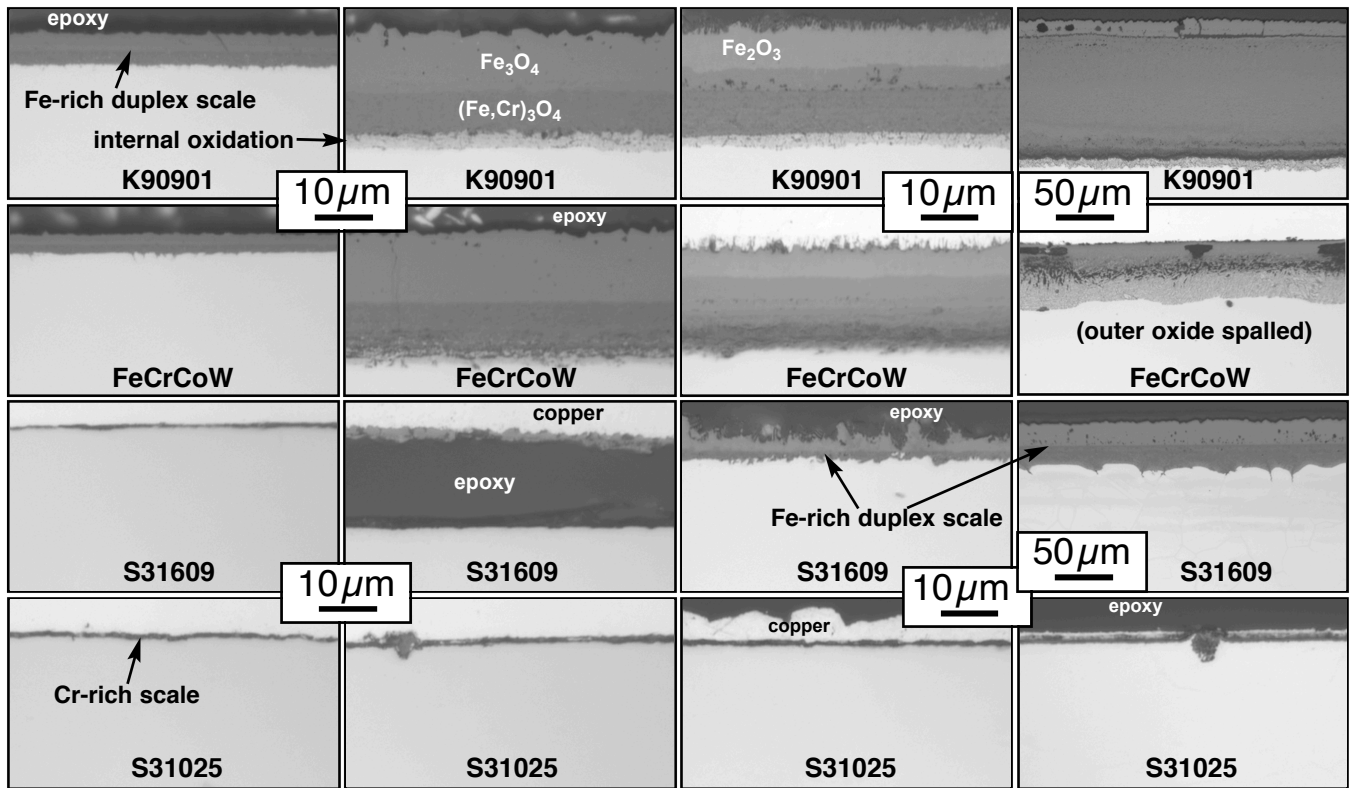 epoxy
Fe-rich duplex scale
internal oxidation
K90901
Fe₃O₄
(Fe,Cr)₃O₄
K90901
Fe₂O₃
K90901
K90901
10μm
10μm
50μm
FeCrCoW
epoxy
FeCrCoW
FeCrCoW
(outer oxide spalled)
FeCrCoW
S31609
copper
epoxy
S31609
epoxy
Fe-rich duplex scale
S31609
50μm
S31609
10μm
10μm
Cr-rich scale
S31025
S31025
copper
S31025
epoxy
S31025